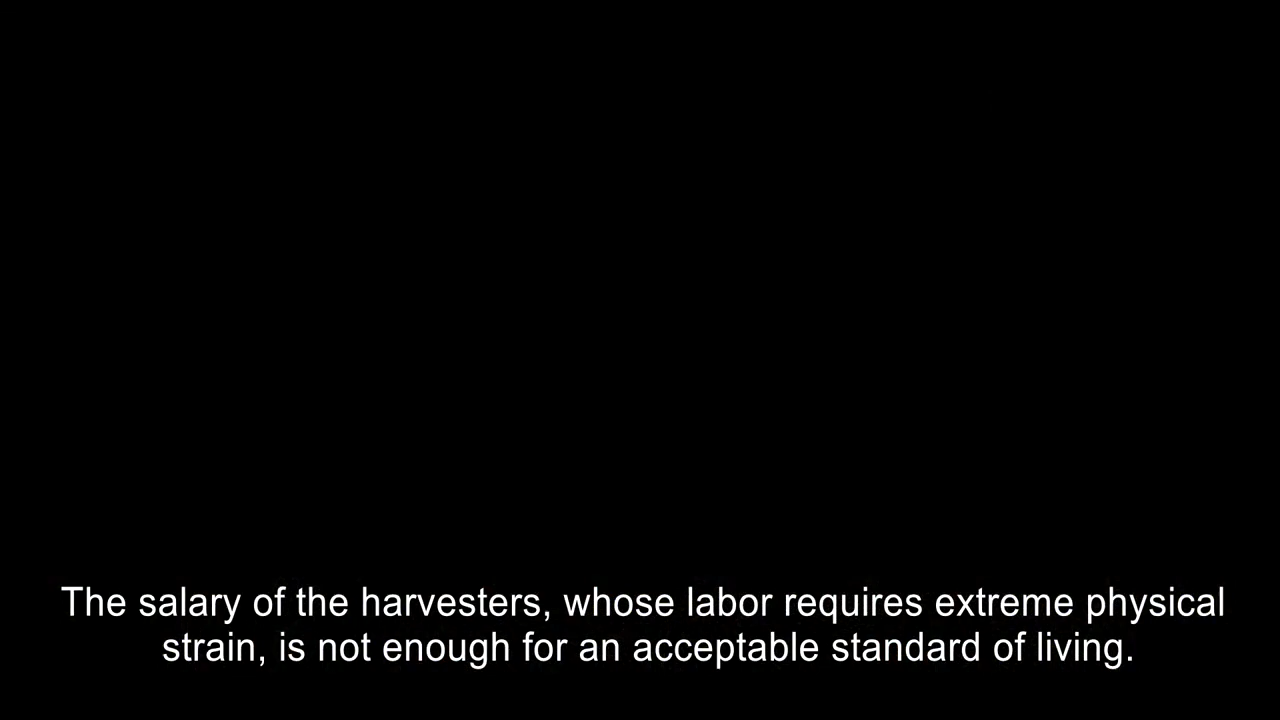 The salary of the harvesters, whose labor requires extreme physical
strain, is not enough for an acceptable standard of living.